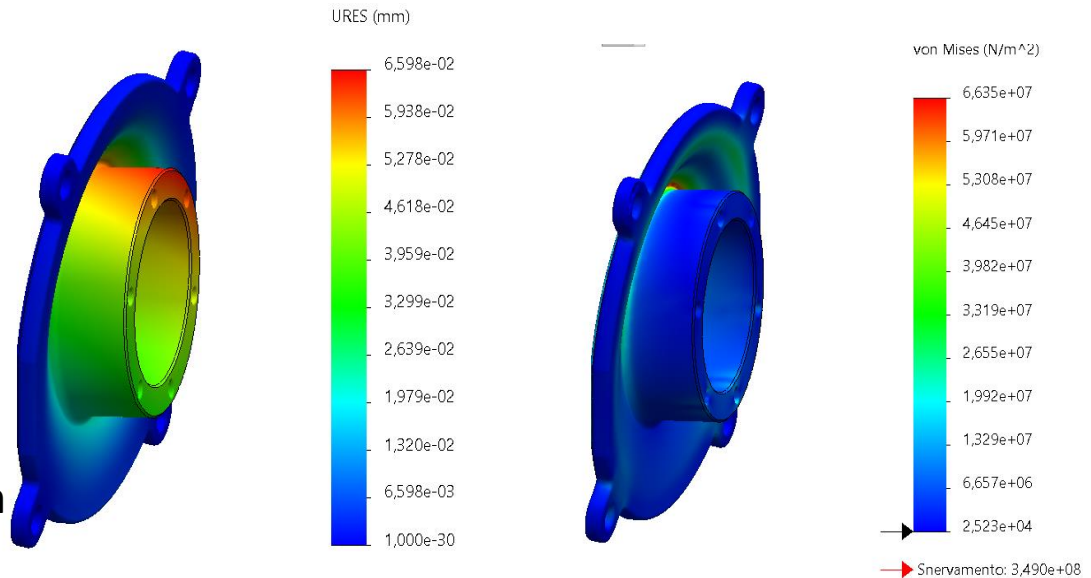 URES (mm)
6,598e-02
5,938e-02
5,278e-02
4,618e-02
3,959e-02
3,299e-02
2,639e-02
1,979e-02
1,320e-02
6,598e-03
1,000e-30
von Mises (N/m^2)
6,635e+07
5,971e+07
5,308e+07
4,645e+07
3,982e+07
3,319e+07
2,655e+07
1,992e+07
1,329e+07
6,657e+06
2,523e+04
Snervamento: 3,490e+08